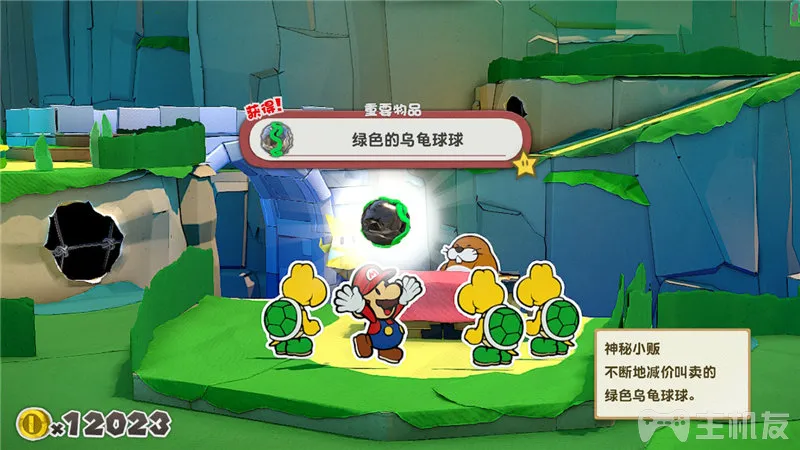 获得！
重要物品
绿色的乌龟球球
神秘小贩
不断地减价叫卖的
绿色乌龟球球。
×12023
主机友